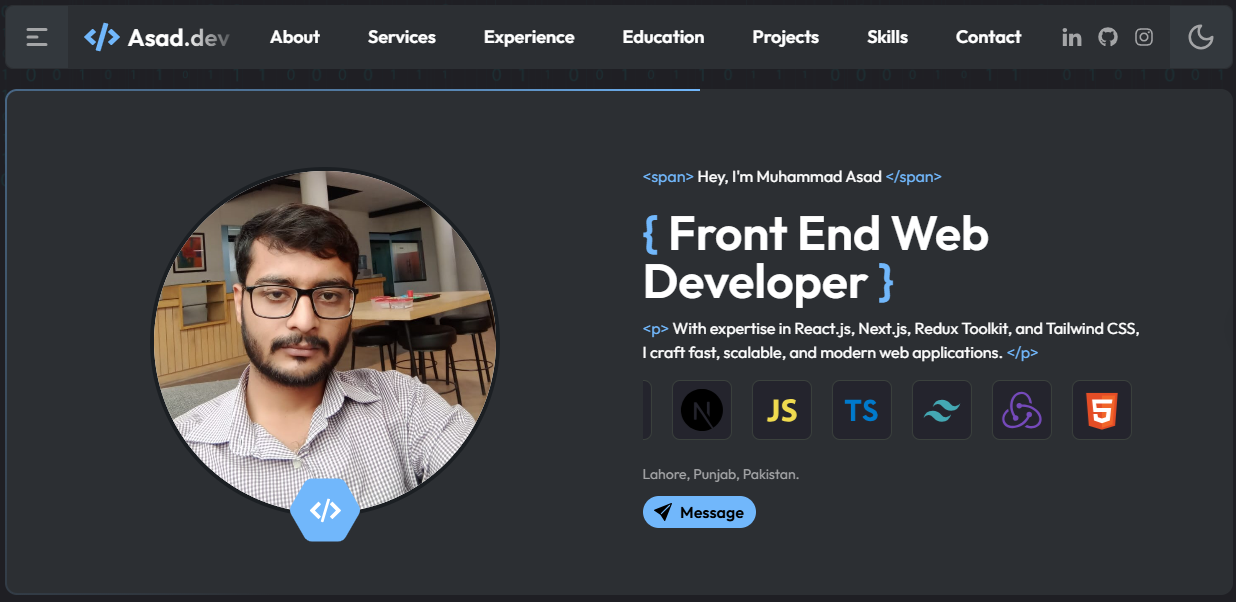 </> Asad.dev About Services Experience Education Projects Skills Contact in
<span> Hey, I'm Muhammad Asad </span>
{ Front End Web
Developer }
<p> With expertise in React.js, Next.js, Redux Toolkit, and Tailwind CSS,
I craft fast, scalable, and modern web applications. </p>
N JS TS 5
Lahore, Punjab, Pakistan.
</> Message